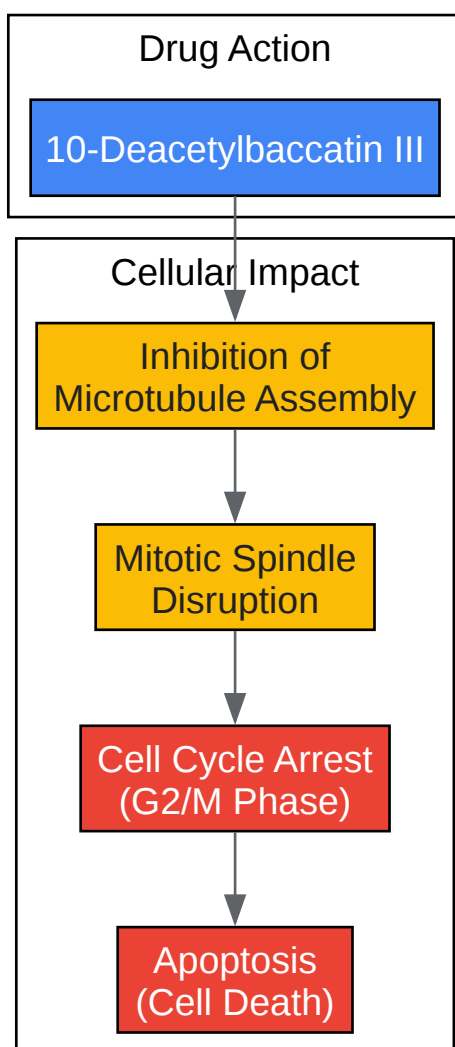 Drug Action
10-Deacetylbaccatin III
Cellular Impact
Inhibition of
Microtubule Assembly
Mitotic Spindle
Disruption
Cell Cycle Arrest
(G2/M Phase)
Apoptosis
(Cell Death)